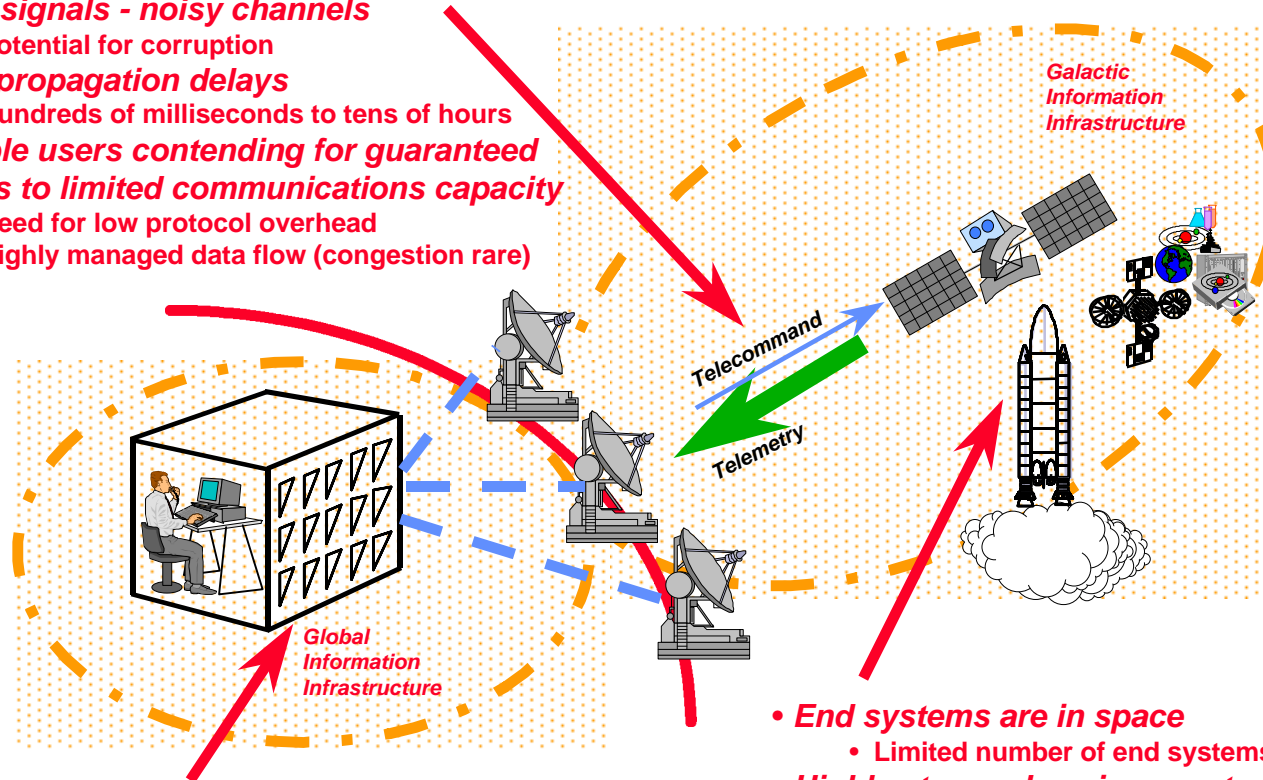 signals - noisy channels
otential for corruption
propagation delays
undreds of milliseconds to tens of hours
ple users contending for guaranteed
s to limited communications capacity
eed for low protocol overhead
ighly managed data flow (congestion rare)
Galactic
Information
Infrastructure
Telecommand
Telemetry
Global
Information
Infrastructure
• End systems are in space
• Limited number of end systems